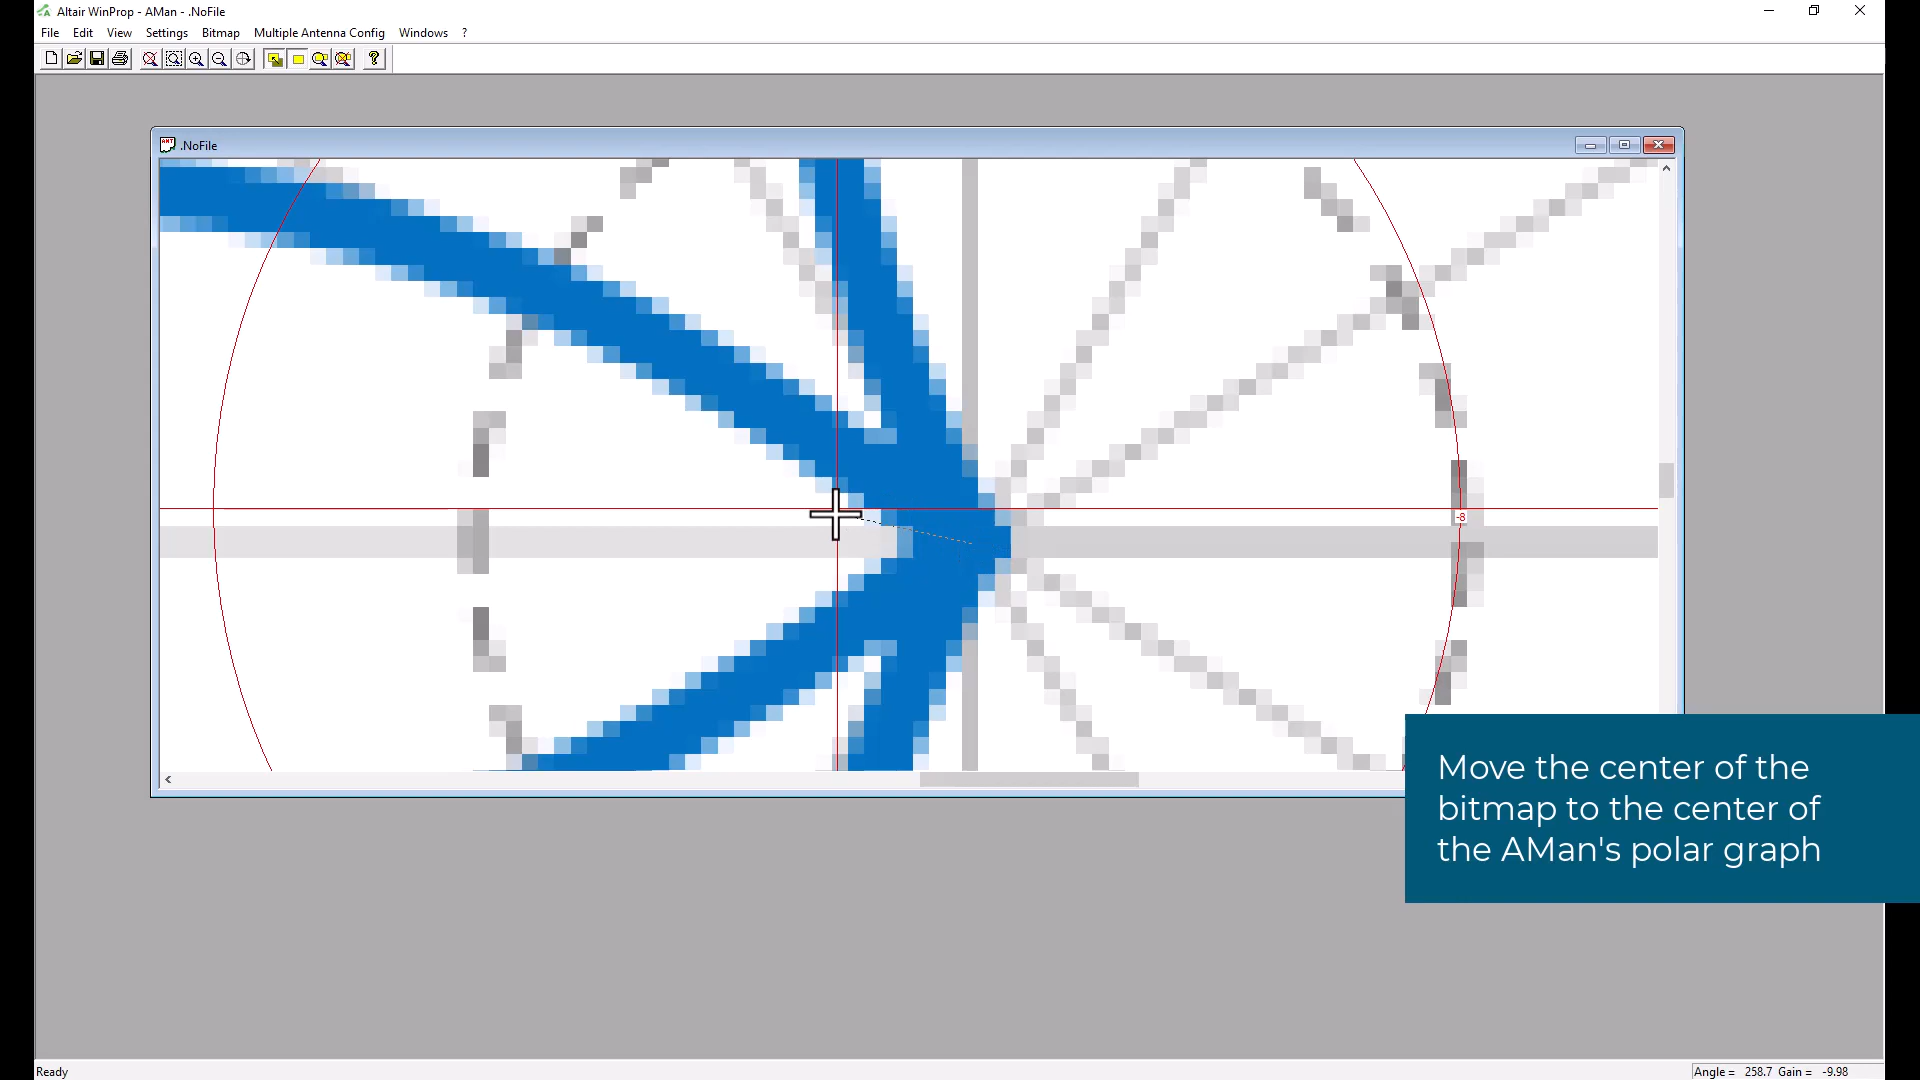 Altair WinProp - AMan - .NoFile
File Edit View Settings Bitmap Multiple Antenna Config Windows ?
ANT .NoFile
-8
Move the center of the
bitmap to the center of
the AMan's polar graph
Ready
Angle = 258.7 Gain = -9.98